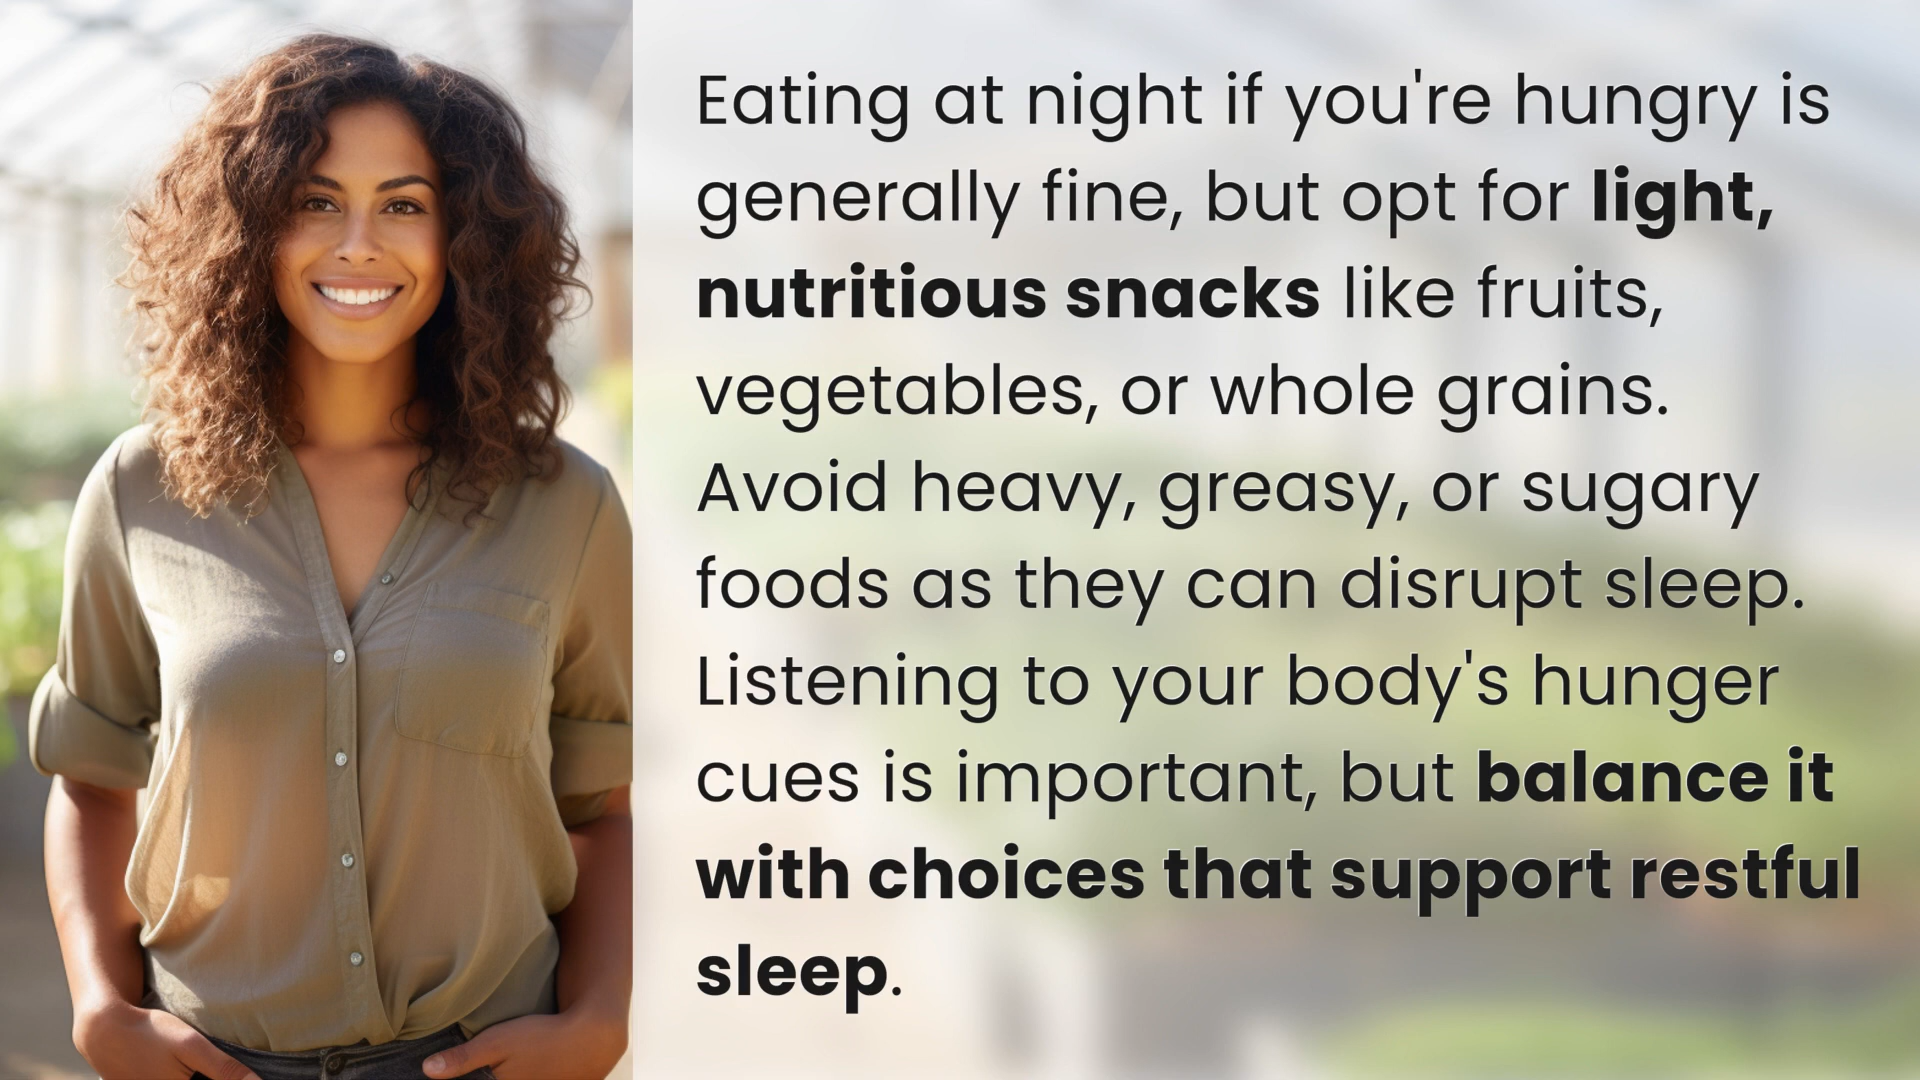 Eating at night if you're hungry is
generally fine, but opt for light,
nutritious snacks like fruits,
vegetables, or whole grains.
Avoid heavy, greasy, or sugary
foods as they can disrupt sleep.
Listening to your body's hunger
cues is important, but balance it
with choices that support restful
sleep.